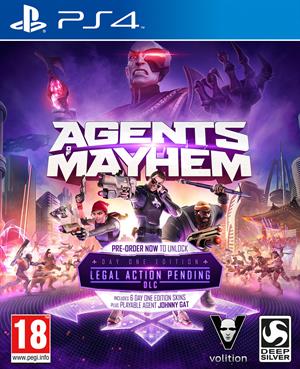 PS4
AGENTS
OF
MAYHEM
PRE-ORDER NOW TO UNLOCK
DAY ONE EDITION
LEGAL ACTION PENDING
DLC
INCLUDES 6 DAY ONE EDITION SKINS
PLUS PLAYABLE AGENT JOHNNY GAT
18
www.pegi.info
volition
DEEP
SILVER